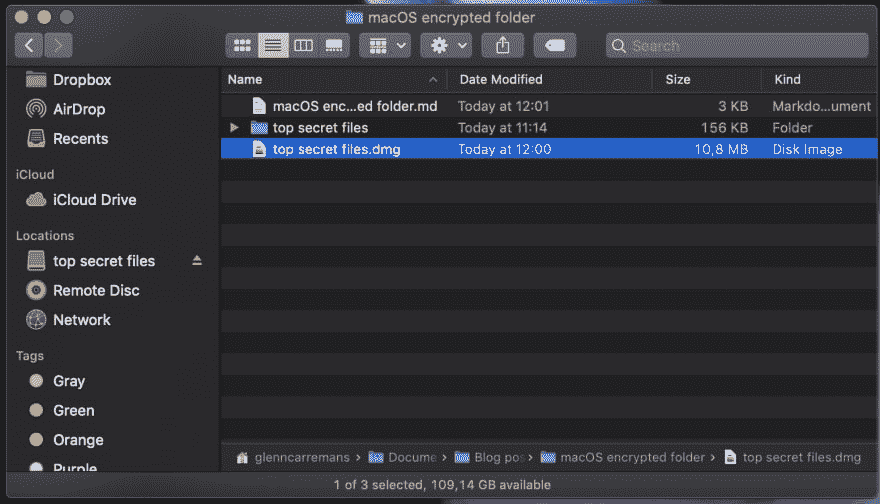 macOS encrypted folder
Search
Dropbox
AirDrop
Recents
iCloud
iCloud Drive
Locations
top secret files
Remote Disc
Network
Tags
Gray
Green
Orange
Purple
Name Date Modified Size Kind
macOS enc...ed folder.md Today at 12:01 3 KB Markdo...ument
top secret files Today at 11:14 156 KB Folder
top secret files.dmg Today at 12:00 10,8 MB Disk Image
glenncarremans › Docume › Blog pos › macOS encrypted folder › top secret files.dmg
1 of 3 selected, 109,14 GB available